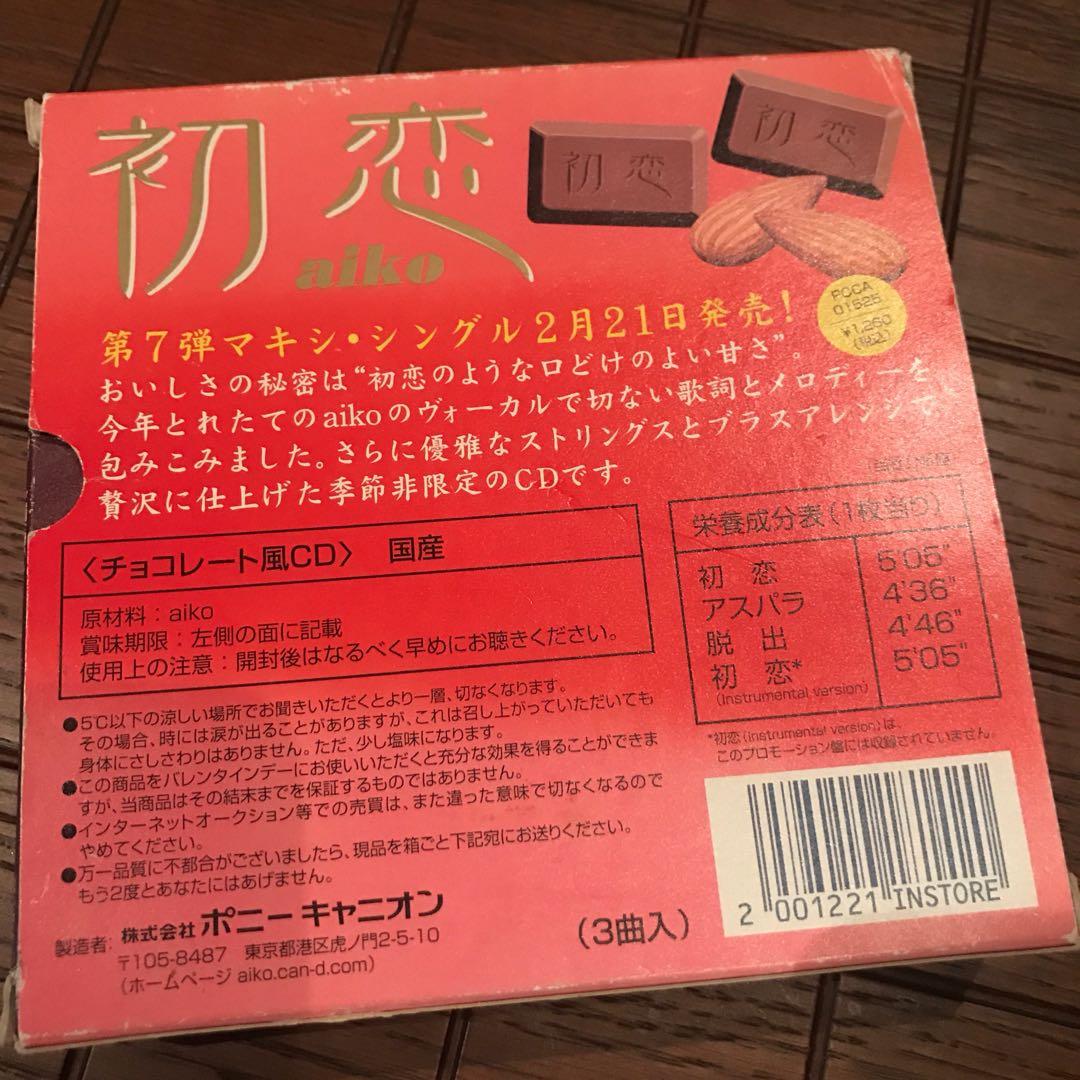 初恋
aiko
初恋
初恋
PCCA
01525
¥1,260
(税込)
第7弾マキシ・シングル2月21日発売!
おいしさの秘密は“初恋のような口どけのよい甘さ”。
今年とれたてのaikoのヴォーカルで切ない歌詞とメロディーを
包みこみました。さらに優雅なストリングスとブラスアレンジで
贅沢に仕上げた季節非限定のCDです。
〈チョコレート風CD〉 国産
原材料:aiko
賞味期限:左側の面に記載
使用上の注意:開封後はなるべく早めにお聴きください。
栄養成分表(1枚当り)
初 恋 5'05"
アスパラ 4'36"
脱 出 4'46"
初 恋* 5'05"
(Instrumental version)
*初恋(instrumental version)は、
このプロモーション盤には収録されていません。
●5℃以下の涼しい場所でお聞きいただくとより一層、切なくなります。
その場合、時には涙が出ることがありますが、これは召し上がっていただいても
身体にさしさわりはありません。ただ、少し塩味になります。
●この商品をバレンタインデーにお使いいただくと充分な効果を得ることができま
すが、当商品はその結末までを保証するものではありません。
●インターネットオークション等での売買は、また違った意味で切なくなるので
やめてください。
●万一品質に不都合がございましたら、現品を箱ごと下記宛にお送りください。
もう2度とあなたにはあげません。
製造者:株式会社ポニーキャニオン
〒105-8487 東京都港区虎ノ門2-5-10
(ホームページ aiko.can-d.com)
(3曲入)
2 001221 INSTORE